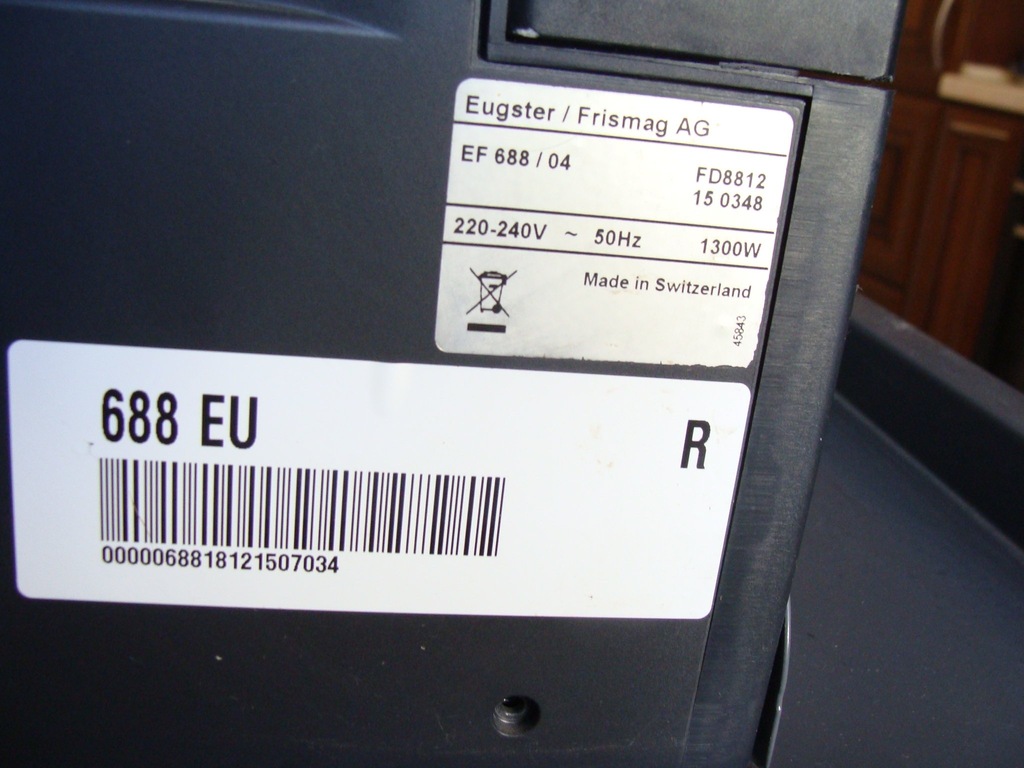 Eugster / Frismag AG
EF 688 / 04
FD8812
15 0348
220-240V ~ 50Hz 1300W
Made in Switzerland
45843
688 EU
R
0000068818121507034